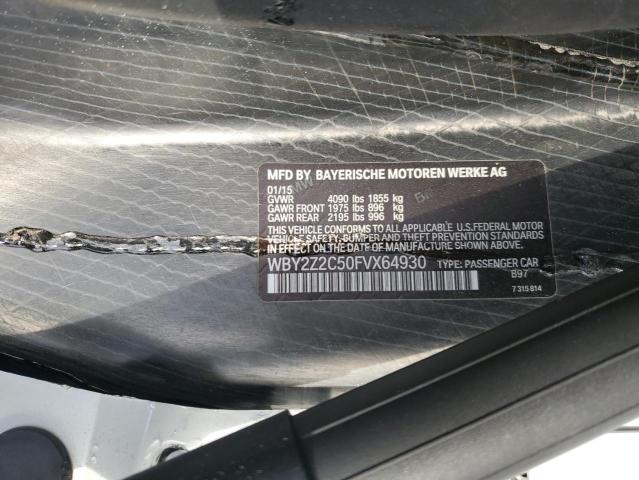 MFD BY BAYERISCHE MOTOREN WERKE AG
01/15
GVWR 4090 lbs 1855 kg
GAWR FRONT 1975 lbs 896 kg
GAWR REAR 2195 lbs 996 kg
THIS VEHICLE CONFORMS TO ALL APPLICABLE U.S.FEDERAL MOTOR
VEHICLE SAFETY, BUMPER, AND THEFT PREVENTION STANDARDS
IN EFFECT ON THE DATE OF MANUFACTURE SHOWN ABOVE.
WBY2Z2C50FVX64930 TYPE: PASSENGER CAR
B97
7 315 814